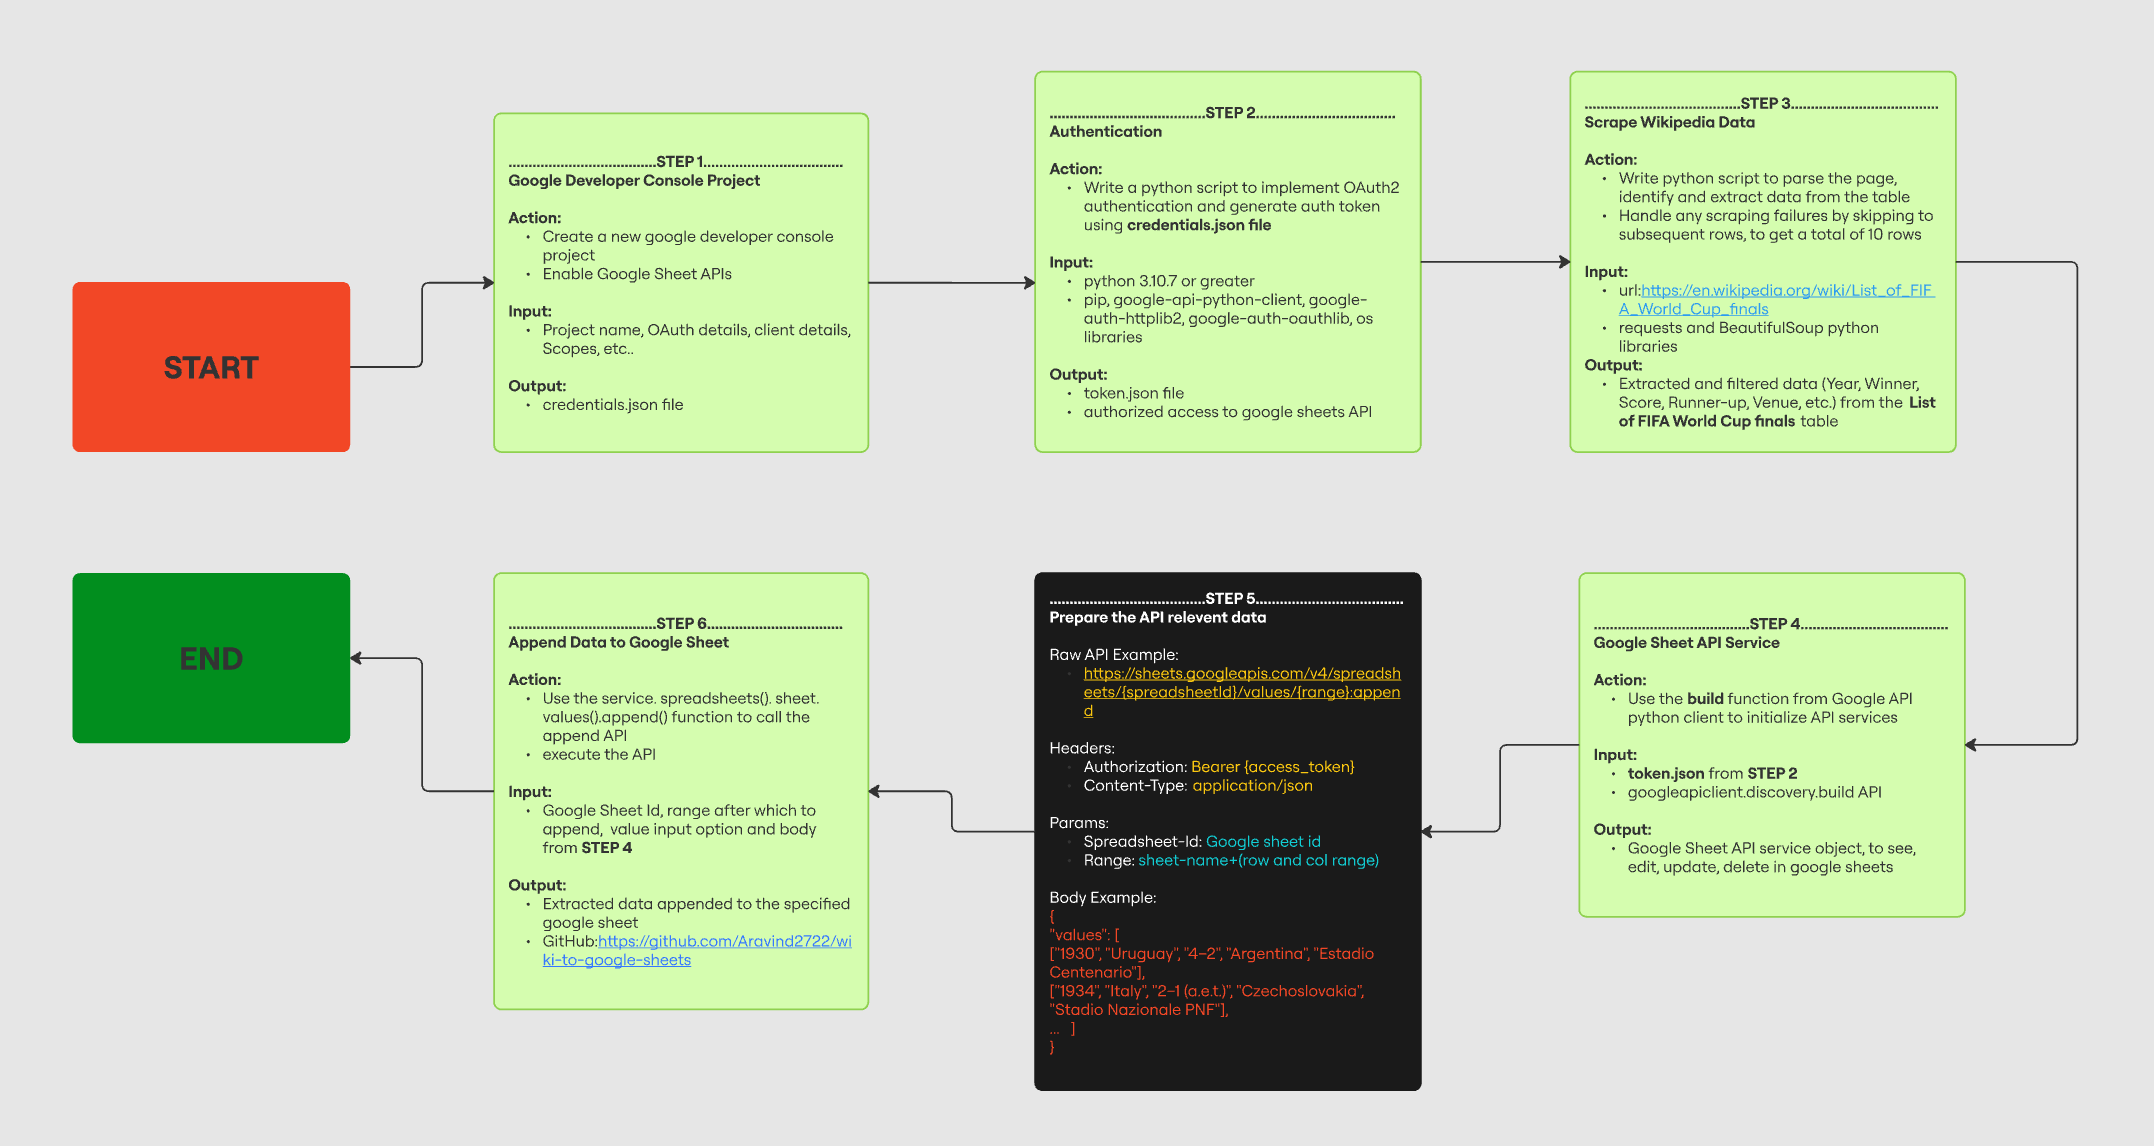 START
....................................STEP 1..................................
Google Developer Console Project
Action:
• Create a new google developer console
project
• Enable Google Sheet APIs
Input:
• Project name, OAuth details, client details,
Scopes, etc..
Output:
• credentials.json file
......................................STEP 2..................................
Authentication
Action:
• Write a python script to implement OAuth2
authentication and generate auth token
using credentials.json file
Input:
• python 3.10.7 or greater
• pip, google-api-python-client, google-
auth-httplib2, google-auth-oauthlib, os
libraries
Output:
• token.json file
• authorized access to google sheets API
......................................STEP 3....................................
Scrape Wikipedia Data
Action:
• Write python script to parse the page,
identify and extract data from the table
• Handle any scraping failures by skipping to
subsequent rows, to get a total of 10 rows
Input:
• url:https://en.wikipedia.org/wiki/List_of_FIF
A_World_Cup_finals
• requests and BeautifulSoup python
libraries
Output:
• Extracted and filtered data (Year, Winner,
Score, Runner-up, Venue, etc.) from the List
of FIFA World Cup finals table
......................................STEP 4....................................
Google Sheet API Service
Action:
• Use the build function from Google API
python client to initialize API services
Input:
• token.json from STEP 2
• googleapiclient.discovery.build API
Output:
• Google Sheet API service object, to see,
edit, update, delete in google sheets
......................................STEP 5....................................
Prepare the API relevent data
Raw API Example:
• https://sheets.googleapis.com/v4/spreadsh
eets/{spreadsheetId}/values/{range}:appen
d
Headers:
• Authorization: Bearer {access_token}
• Content-Type: application/json
Params:
• Spreadsheet-Id: Google sheet id
• Range: sheet-name+(row and col range)
Body Example:
{
"values": [
["1930", "Uruguay", "4–2", "Argentina", "Estadio
Centenario"],
["1934", "Italy", "2–1 (a.e.t.)", "Czechoslovakia",
"Stadio Nazionale PNF"],
... ]
}
....................................STEP 6.................................
Append Data to Google Sheet
Action:
• Use the service. spreadsheets(). sheet.
values().append() function to call the
append API
• execute the API
Input:
• Google Sheet Id, range after which to
append, value input option and body
from STEP 4
Output:
• Extracted data appended to the specified
google sheet
• GitHub:https://github.com/Aravind2722/wi
ki-to-google-sheets
END